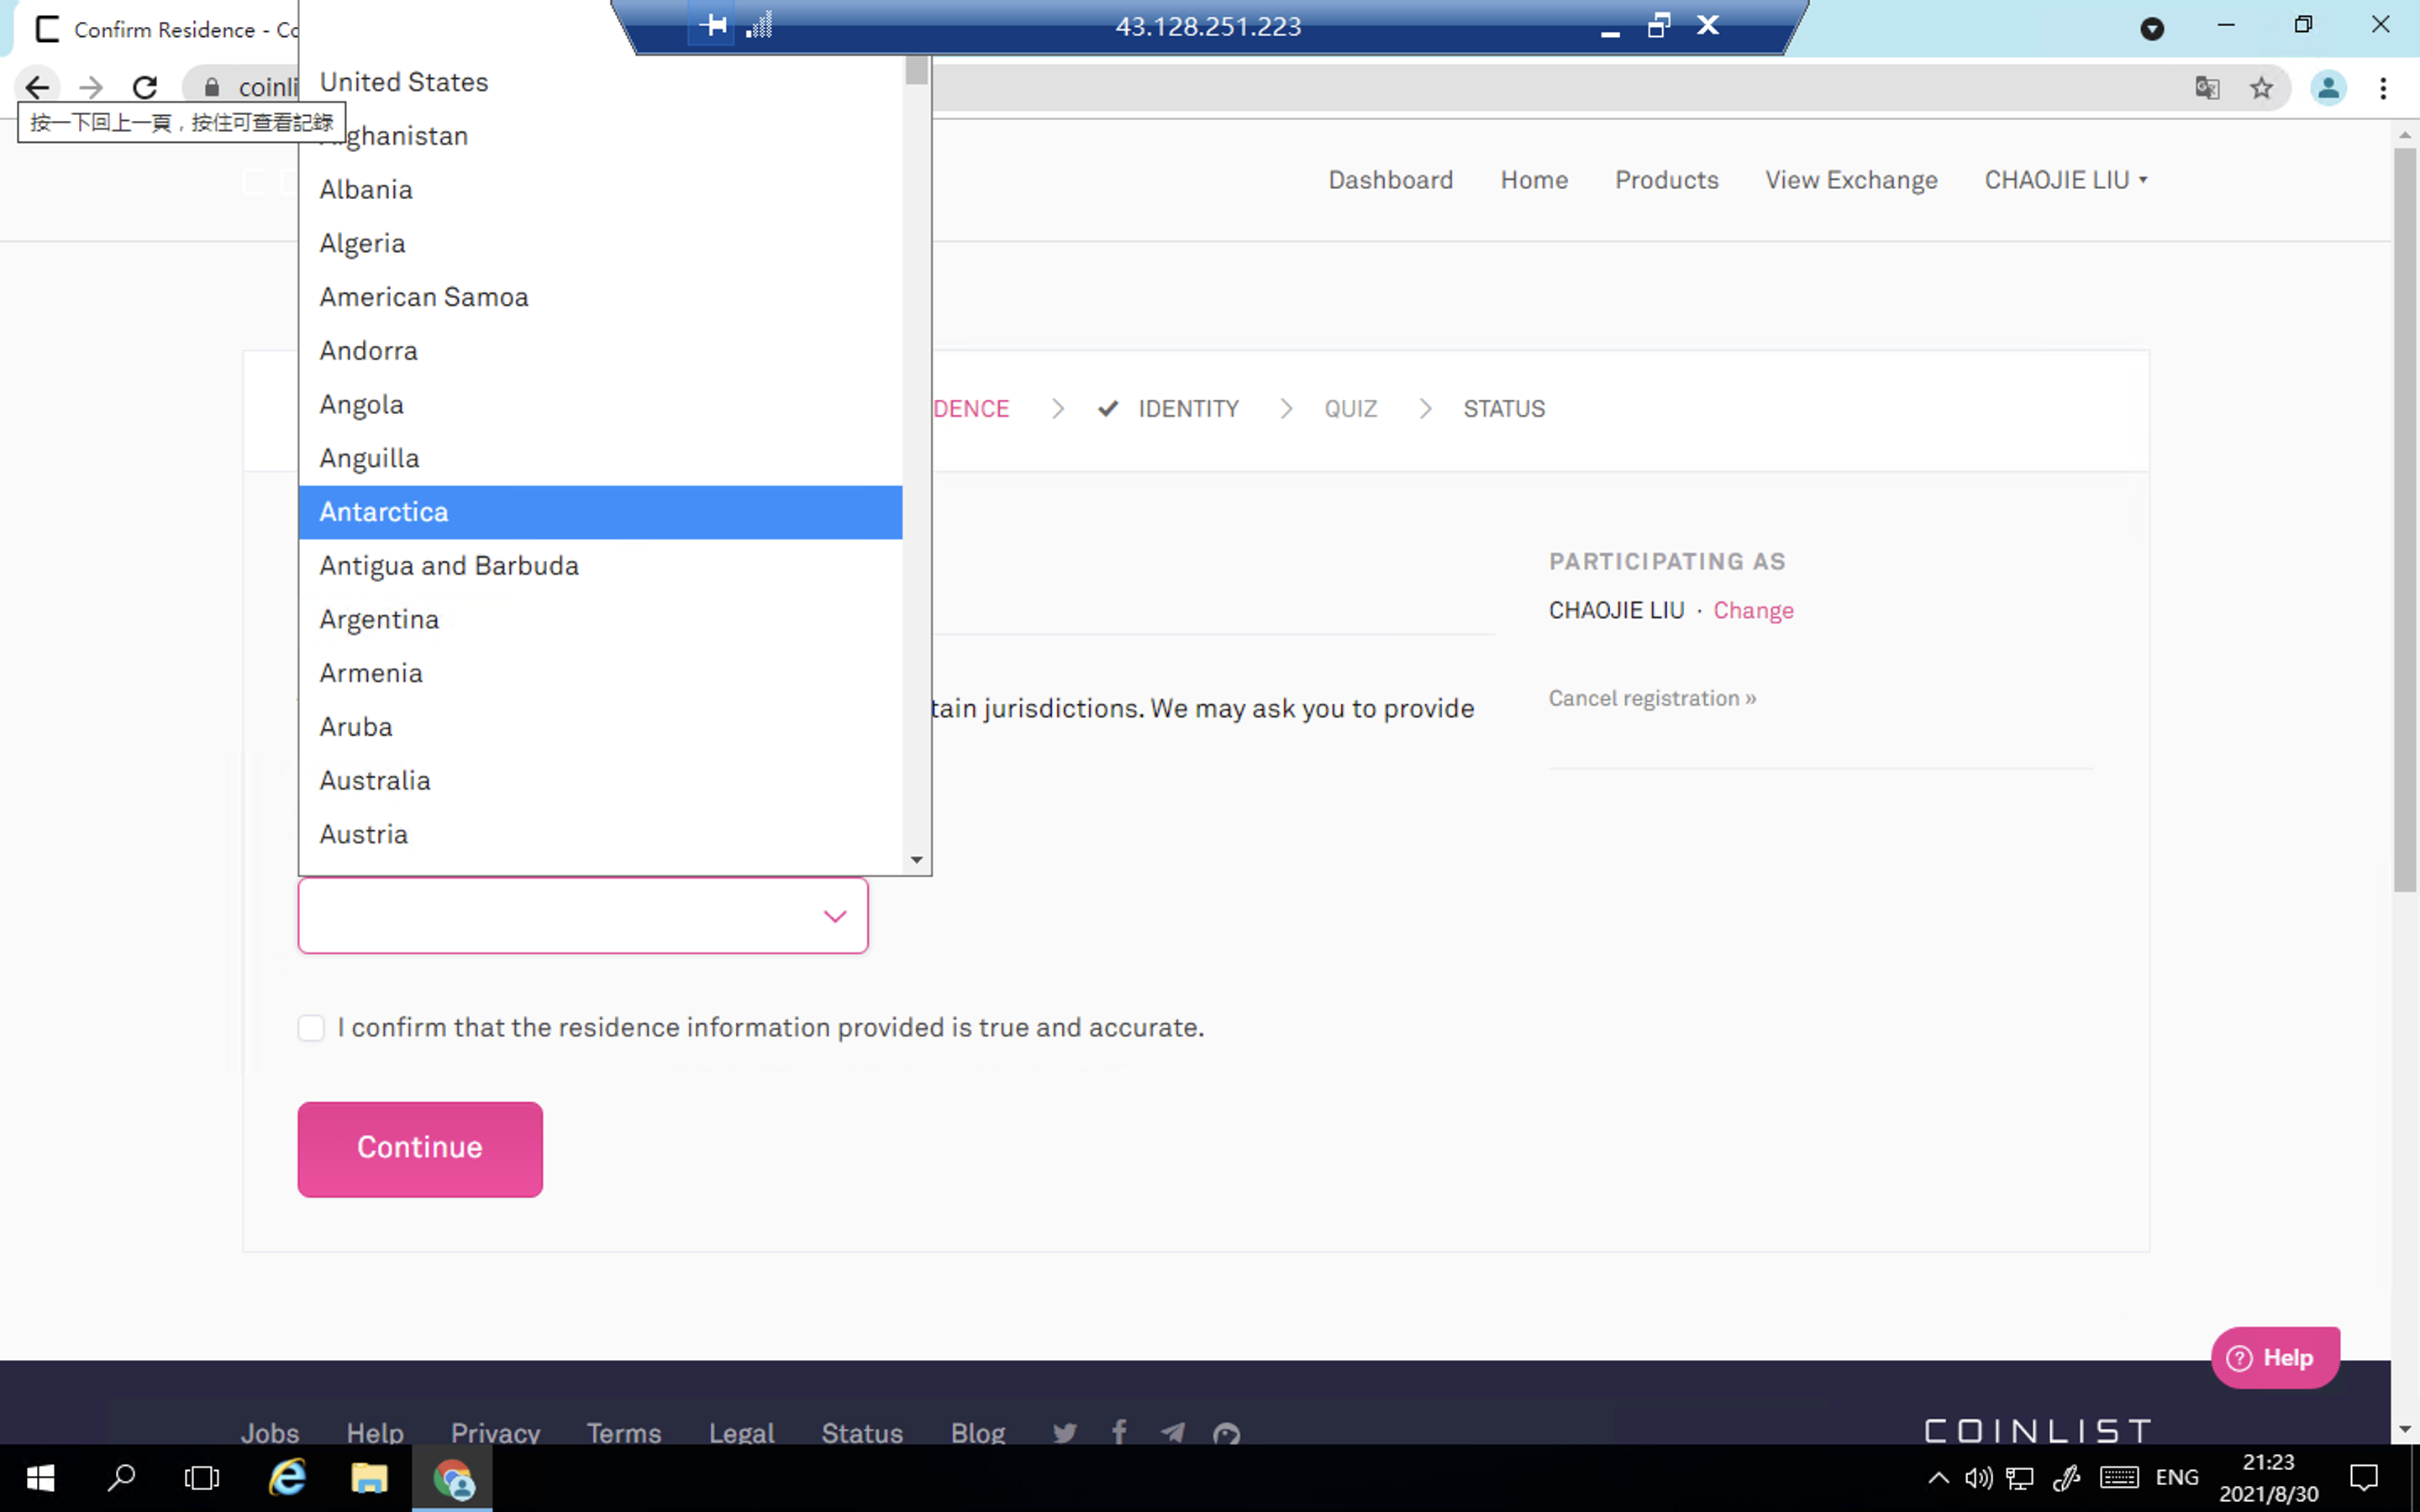 Confirm Residence - Co
43.128.251.223
coinli
按一下回上一頁，按住可查看記錄
United States
ghanistan
Albania
Algeria
American Samoa
Andorra
Angola
Anguilla
Antarctica
Antigua and Barbuda
Argentina
Armenia
Aruba
Australia
Austria
Dashboard
Home
Products
View Exchange
CHAOJIE LIU
DENCE
IDENTITY
QUIZ
STATUS
PARTICIPATING AS
CHAOJIE LIU · Change
tain jurisdictions. We may ask you to provide
Cancel registration »
I confirm that the residence information provided is true and accurate.
Continue
Help
Jobs
Help
Privacy
Terms
Legal
Status
Blog
COINLIST
ENG
21:23
2021/8/30